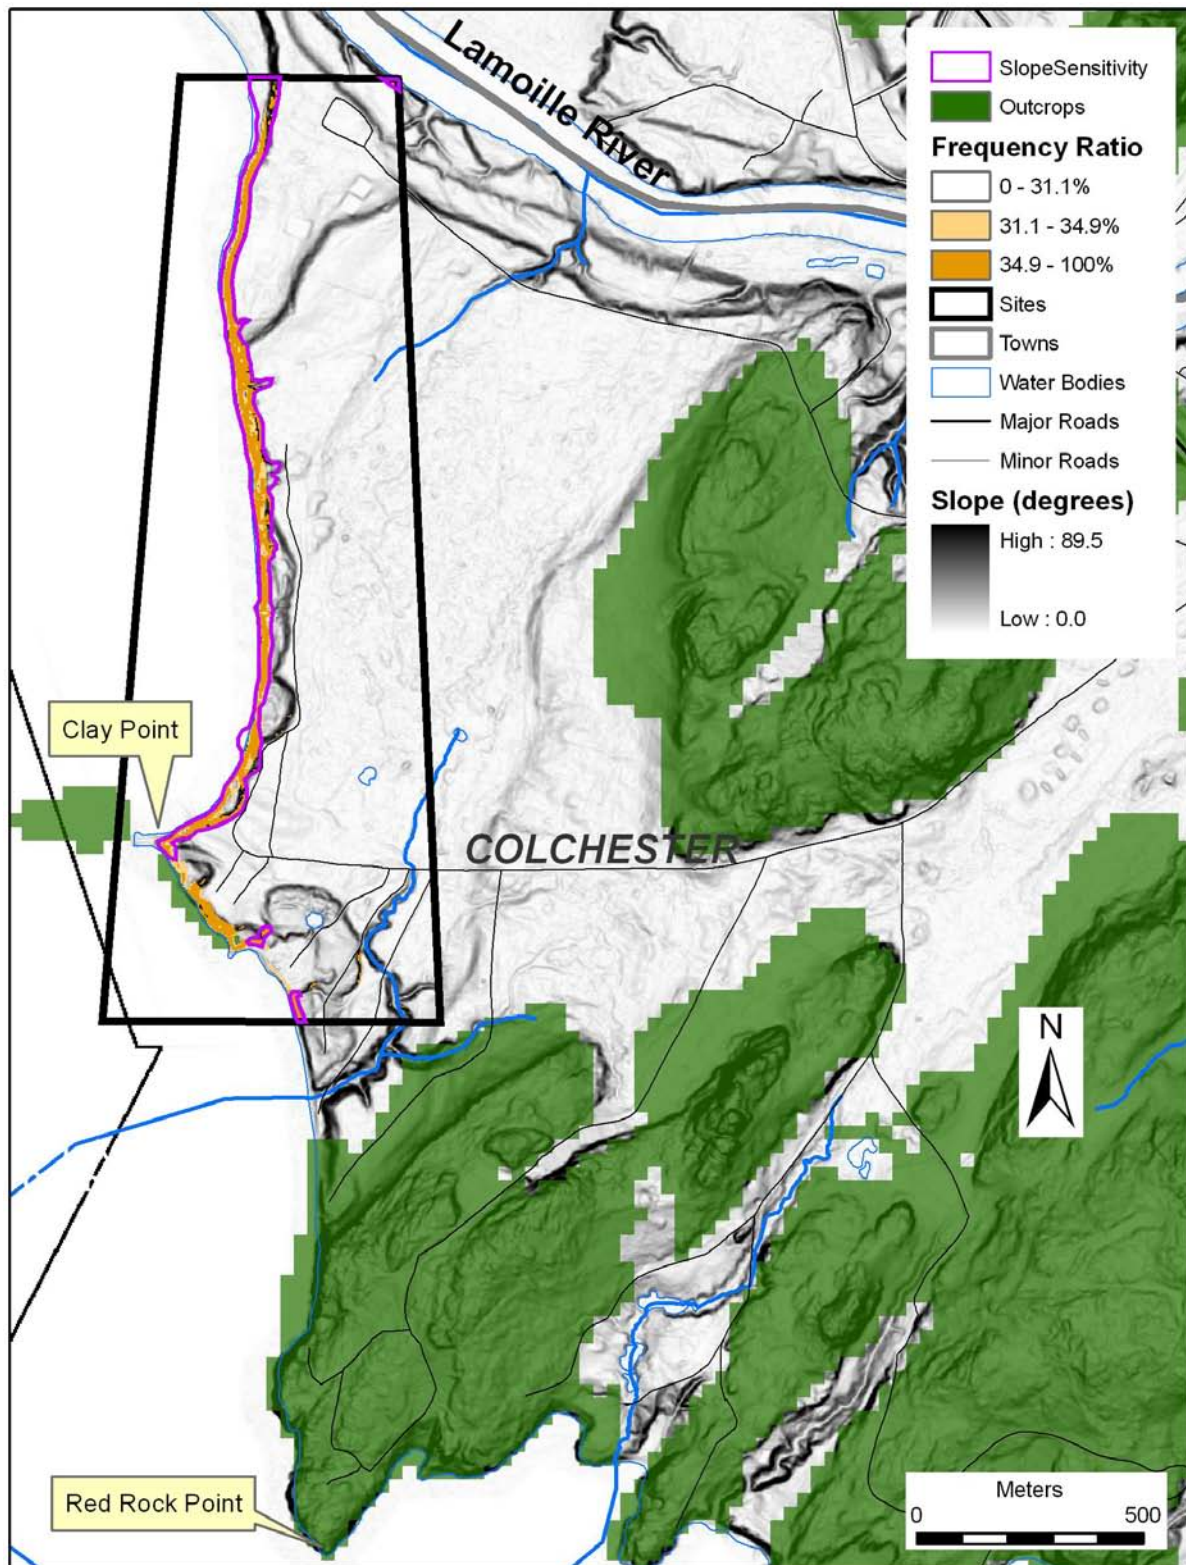 Lamoille River
SlopeSensitivity
Outcrops
Frequency Ratio
0 - 31.1%
31.1 - 34.9%
34.9 - 100%
Sites
Towns
Water Bodies
Major Roads
Minor Roads
Slope (degrees)
High : 89.5
Low : 0.0
Clay Point
COLCHESTER
N
Red Rock Point
Meters
0 500